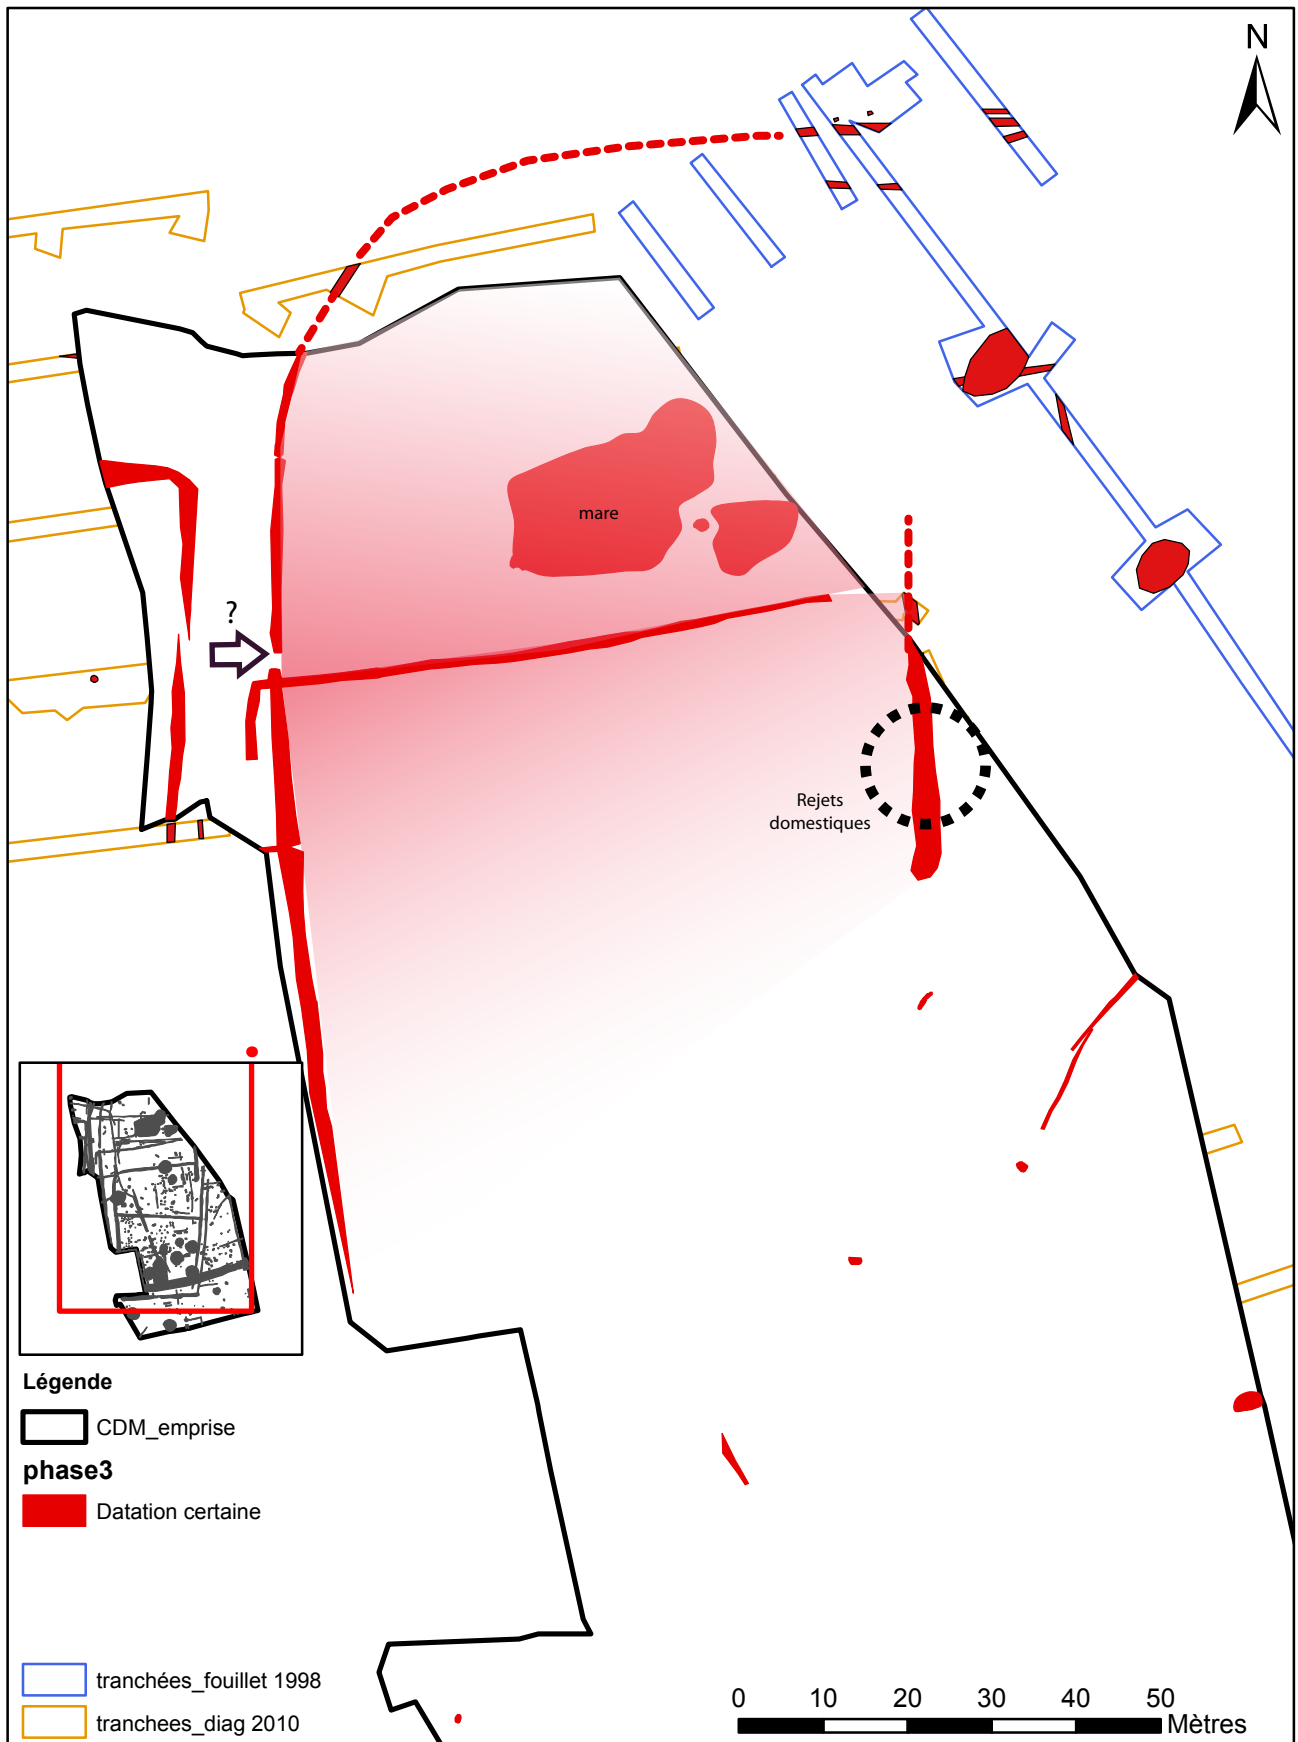 N
mare
?
Rejets
domestiques
Légende
CDM_emprise
phase3
Datation certaine
tranchées_fouillet 1998
tranchees_diag 2010
0 10 20 30 40 50
Mètres